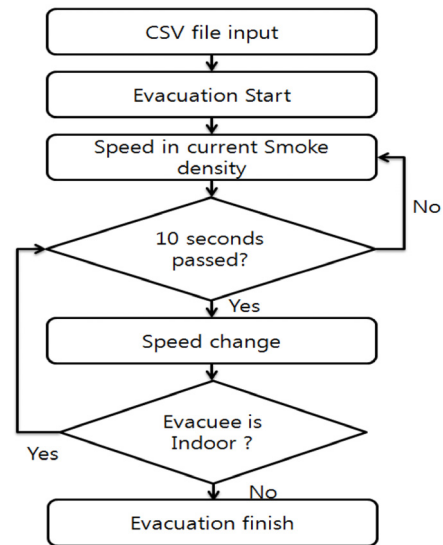 CSV file input
Evacuation Start
Speed in current Smoke
density
No
10 seconds
passed?
Yes
Speed change
Evacuee is
Indoor ?
Yes
No
Evacuation finish